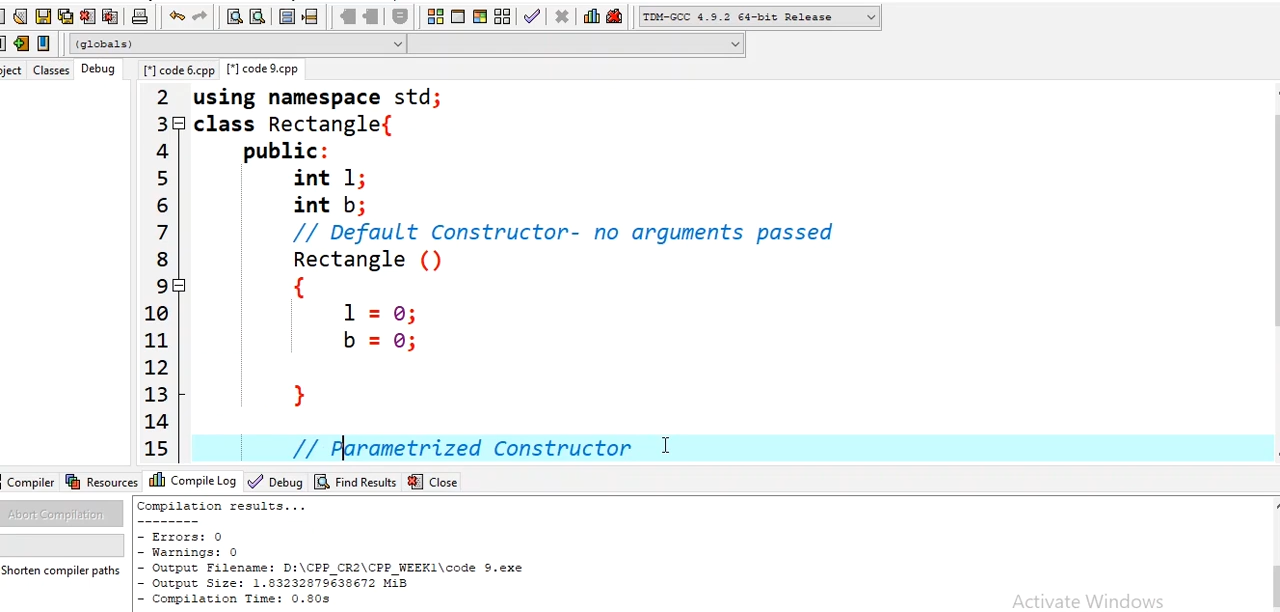 TDM-GCC 4.9.2 64-bit Release
(globals)
ject Classes Debug [*] code 6.cpp [*] code 9.cpp
2 using namespace std;
3 class Rectangle{
4 public:
5 int l;
6 int b;
7 // Default Constructor- no arguments passed
8 Rectangle ()
9 {
10 l = 0;
11 b = 0;
12
13 }
14
15 // Parametrized Constructor
Compiler Resources Compile Log Debug Find Results Close
Abort Compilation
Shorten compiler paths
Compilation results...
--------
- Errors: 0
- Warnings: 0
- Output Filename: D:\CPP_CR2\CPP_WEEK1\code 9.exe
- Output Size: 1.83232879638672 MiB
- Compilation Time: 0.80s
Activate Windows